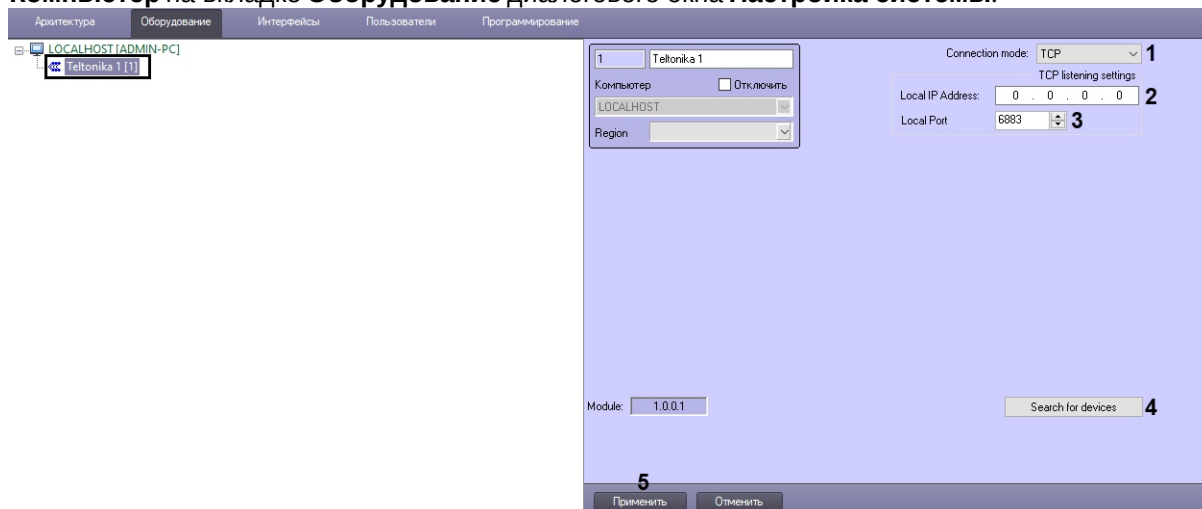 Компьютер на вкладке Оборудование диалогового окна Настройка системы.
Архитектура Оборудование Интерфейсы Пользователи Программирование
LOCALHOST [ADMIN-PC]
Teltonika 1 [1]
1 Teltonika 1
Компьютер Отключить
LOCALHOST
Region
Connection mode: TCP 1
TCP listening settings
Local IP Address: 0 . 0 . 0 . 0 2
Local Port 6883 3
Module: 1.0.0.1
Search for devices 4
5
Применить Отменить